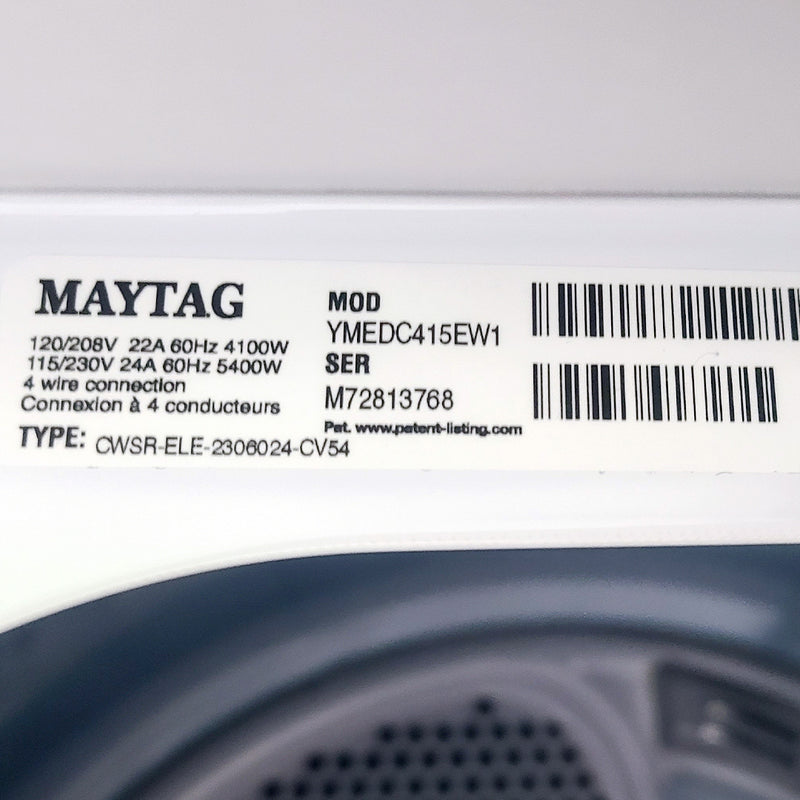 MAYTAG
120/208V 22A 60Hz 4100W
115/230V 24A 60Hz 5400W
4 wire connection
Connexion à 4 conducteurs
TYPE: CWSR-ELE-2306024-CV54
MOD
YMEDC415EW1
SER
M72813768
Pat. www.patent-listing.com